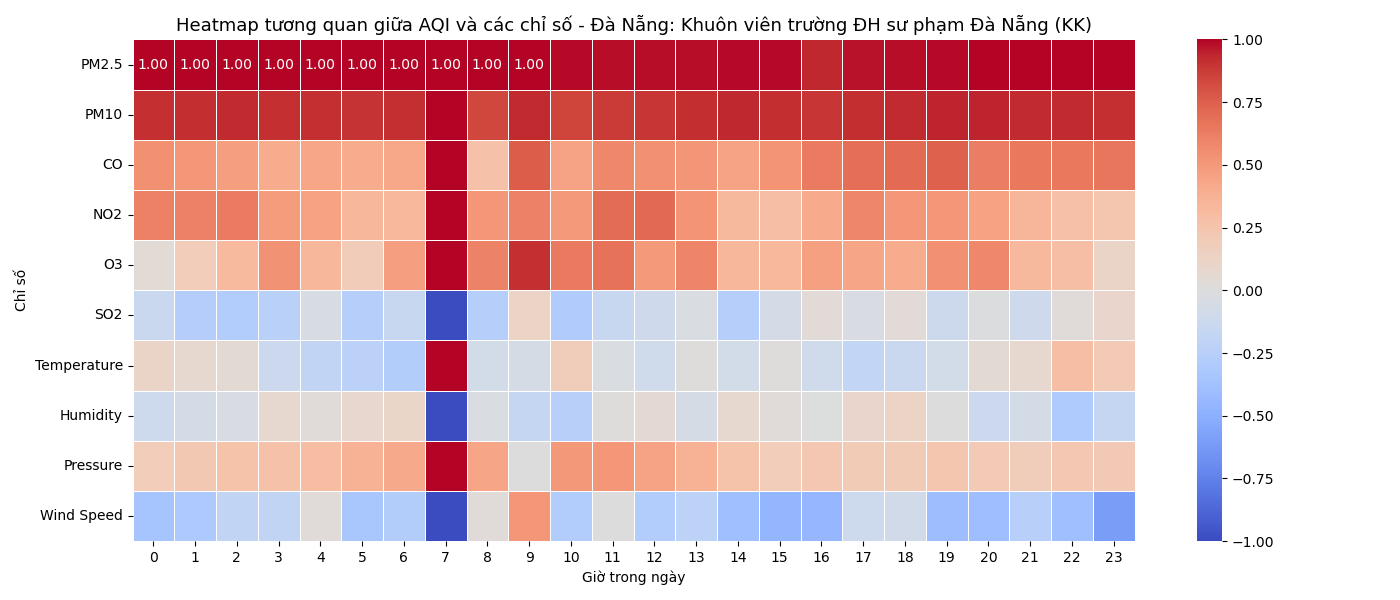 Heatmap tương quan giữa AQI và các chỉ số - Đà Nẵng: Khuôn viên trường ĐH sư phạm Đà Nẵng (KK)
PM2.5
1.00 1.00 1.00 1.00 1.00 1.00 1.00 1.00 1.00 1.00
PM10
CO
NO2
O3
SO2
Temperature
Humidity
Pressure
Wind Speed
Chỉ số
0 1 2 3 4 5 6 7 8 9 10 11 12 13 14 15 16 17 18 19 20 21 22 23
Giờ trong ngày
1.00
0.75
0.50
0.25
0.00
−0.25
−0.50
−0.75
−1.00